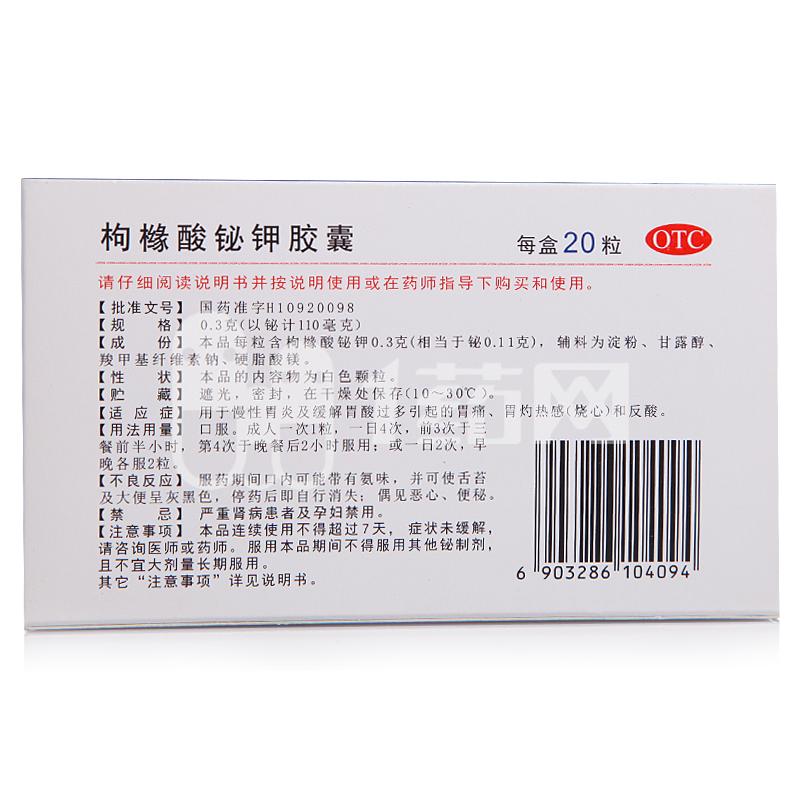 枸橼酸铋钾胶囊 每盒20粒 OTC
请仔细阅读说明书并按说明使用或在药师指导下购买和使用。
【批准文号】 国药准字H10920098
【规　格】 0.3克(以铋计110毫克)
【成　份】 本品每粒含枸橼酸铋钾0.3克(相当于铋0.11克)，辅料为淀粉、甘露醇、
羧甲基纤维素钠、硬脂酸镁。
【性　状】 本品的内容物为白色颗粒。
【贮　藏】 遮光，密封，在干燥处保存(10～30℃)。
【适 应 症】 用于慢性胃炎及缓解胃酸过多引起的胃痛、胃灼热感(烧心)和反酸。
【用法用量】 口服。成人一次1粒，一日4次，前3次于三
餐前半小时，第4次于晚餐后2小时服用；或一日2次，早
晚各服2粒。
【不良反应】 服药期间口内可能带有氨味，并可使舌苔
及大便呈灰黑色，停药后即自行消失；偶见恶心、便秘。
【禁　忌】 严重肾病患者及孕妇禁用。
【注意事项】 本品连续使用不得超过7天，症状未缓解，
请咨询医师或药师。服用本品期间不得服用其他铋制剂，
且不宜大剂量长期服用。
其它“注意事项”详见说明书。
6 903286 104094